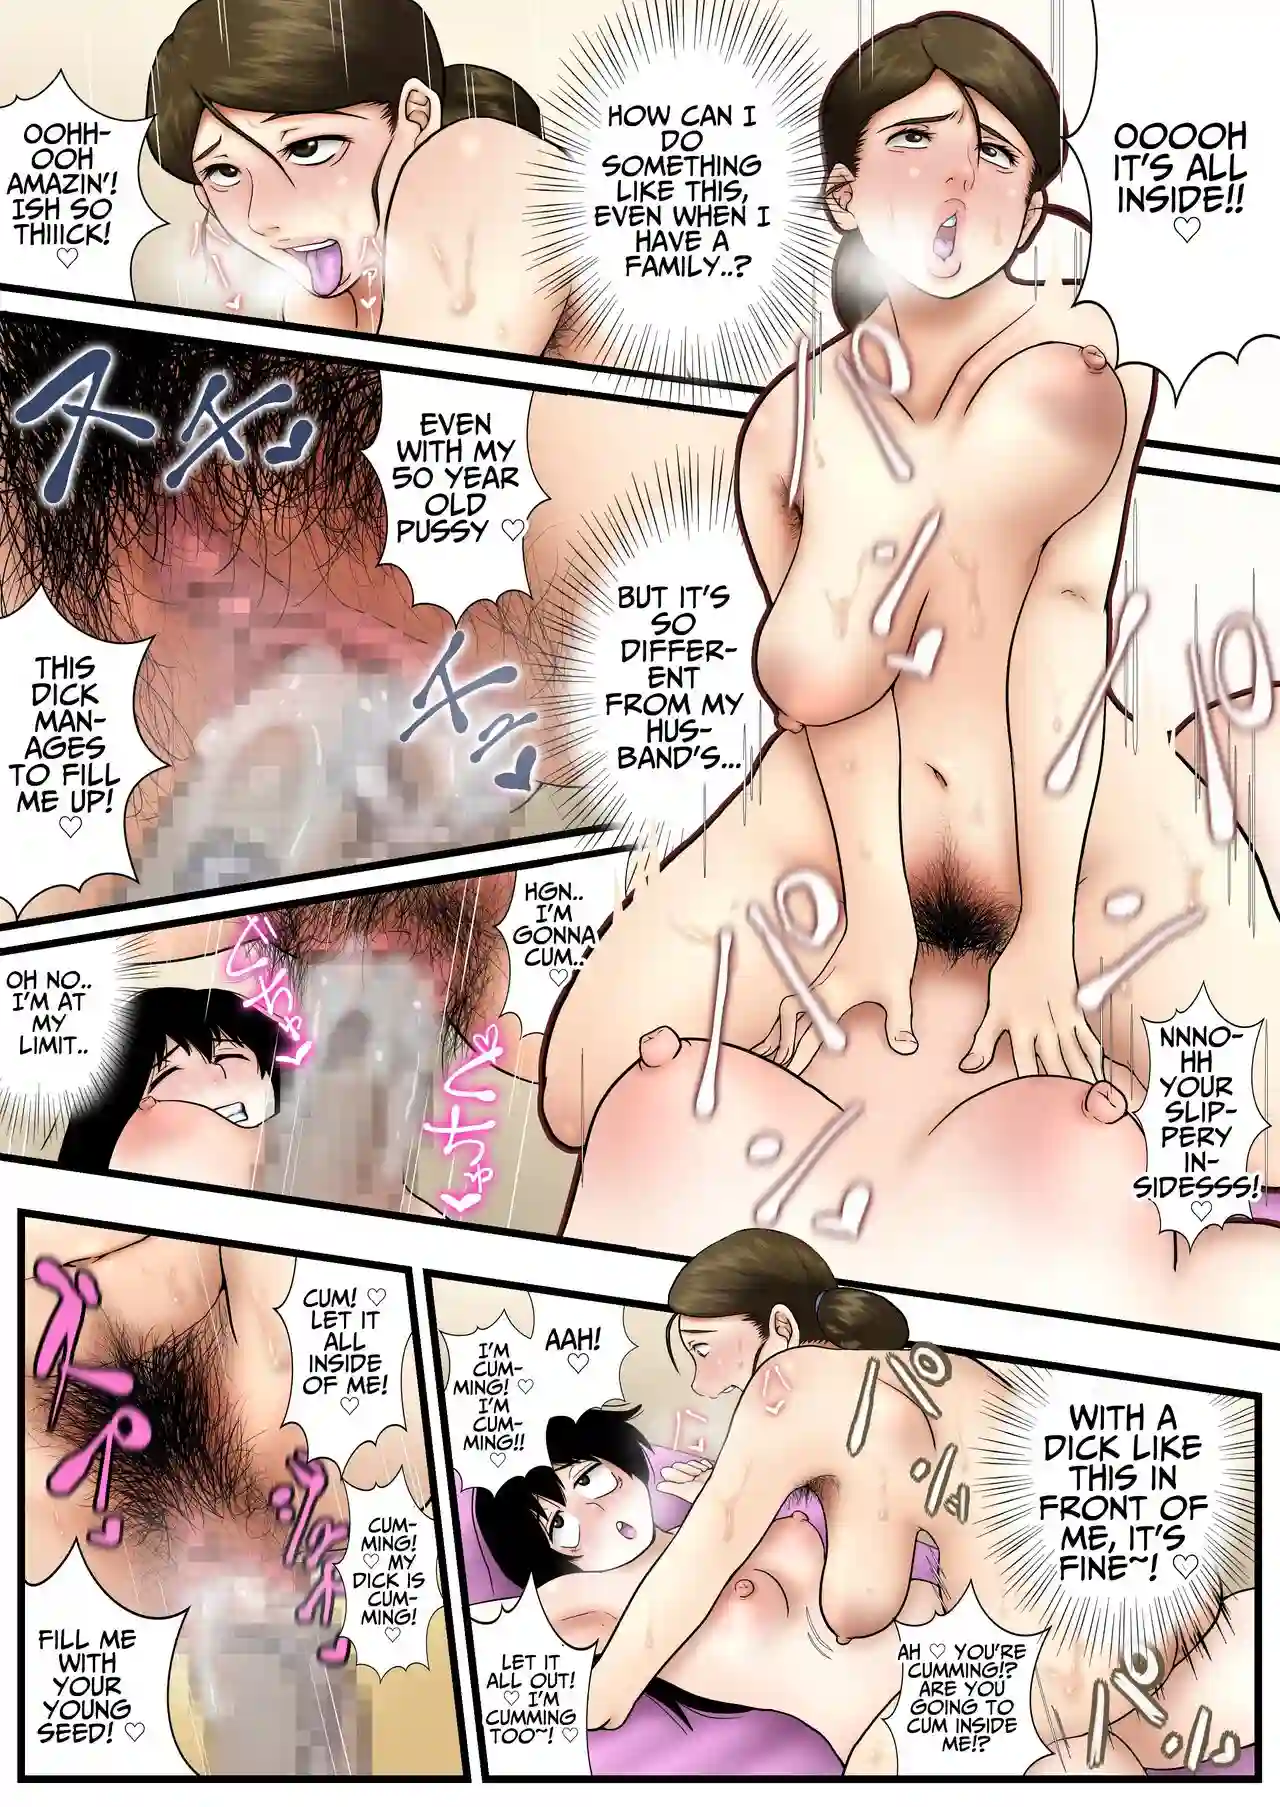 OOOOH
IT'S ALL
INSIDE!!
♡
HOW CAN I
DO
SOMETHING
LIKE THIS,
EVEN WHEN I
HAVE A
FAMILY..?
OOHH-
OOH
AMAZIN'!
ISH SO
THIIICK!
♡
BUT IT'S
SO
DIFFER-
ENT
FROM MY
HUS-
BAND'S...
EVEN
WITH MY
50 YEAR
OLD
PUSSY ♡
THIS
DICK
MAN-
AGES
TO FILL
ME UP!
♡
NNNO-
HH
YOUR
SLIP-
PERY
IN-
SIDESSS!
♡
HGN..
I'M
GONNA
CUM..
♡
OH NO..
I'M AT
MY
LIMIT..
WITH A
DICK LIKE
THIS IN
FRONT OF
ME, IT'S
FINE~! ♡
AH ♡ YOU'RE
CUMMING!?
ARE YOU
GOING TO
CUM INSIDE
ME!?
AAH!
♡
I'M
CUM-
MING! ♡
I'M
CUM-
MING!!
♡
LET IT
ALL OUT!
♡ I'M
CUMMING
TOO~! ♡
CUM! ♡
LET IT
ALL
INSIDE
OF ME!
♡
CUM-
MING!
♡ MY
DICK IS
CUM-
MING!
♡
FILL ME
WITH
YOUR
YOUNG
SEED! ♡